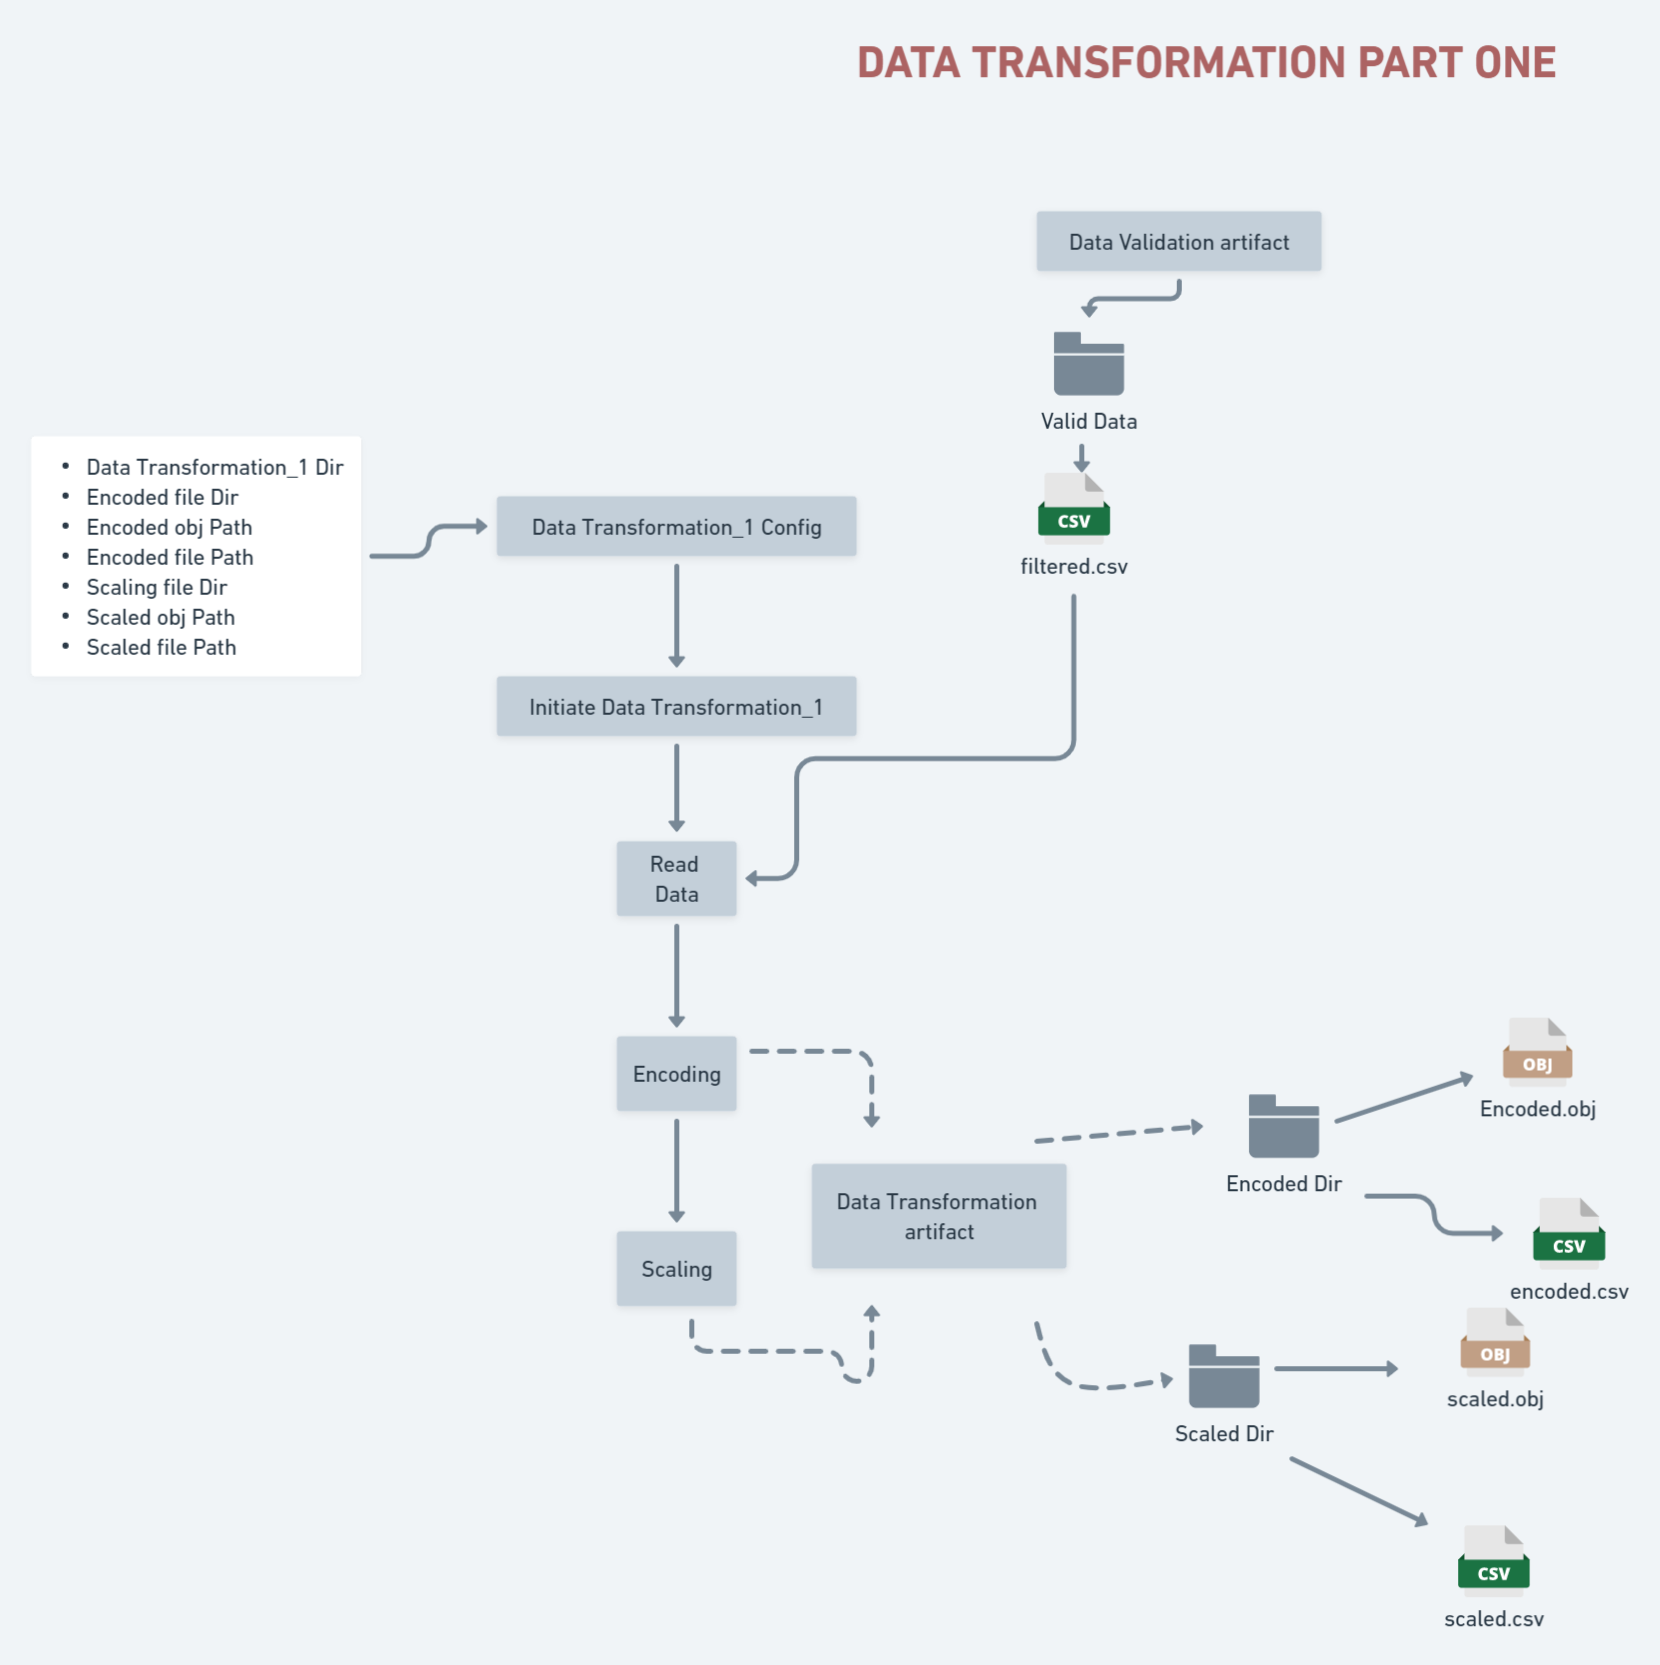 DATA TRANSFORMATION PART ONE
Data Validation artifact
Valid Data
CSV
filtered.csv
• Data Transformation_1 Dir
• Encoded file Dir
• Encoded obj Path
• Encoded file Path
• Scaling file Dir
• Scaled obj Path
• Scaled file Path
Data Transformation_1 Config
Initiate Data Transformation_1
Read
Data
Encoding
Scaling
Data Transformation
artifact
Encoded Dir
OBJ
Encoded.obj
CSV
encoded.csv
Scaled Dir
OBJ
scaled.obj
CSV
scaled.csv